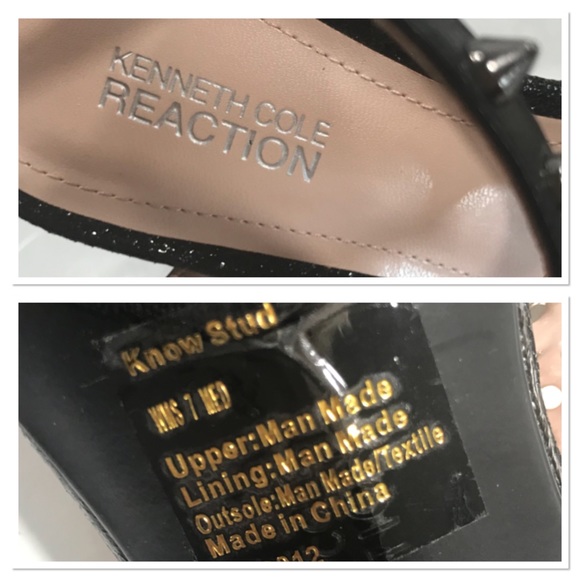 KENNETH COLE
REACTION
Know Stud
WMS 7 MED
Upper:Man Made
Lining:Man Made
Outsole:Man Made/Textile
Made in China